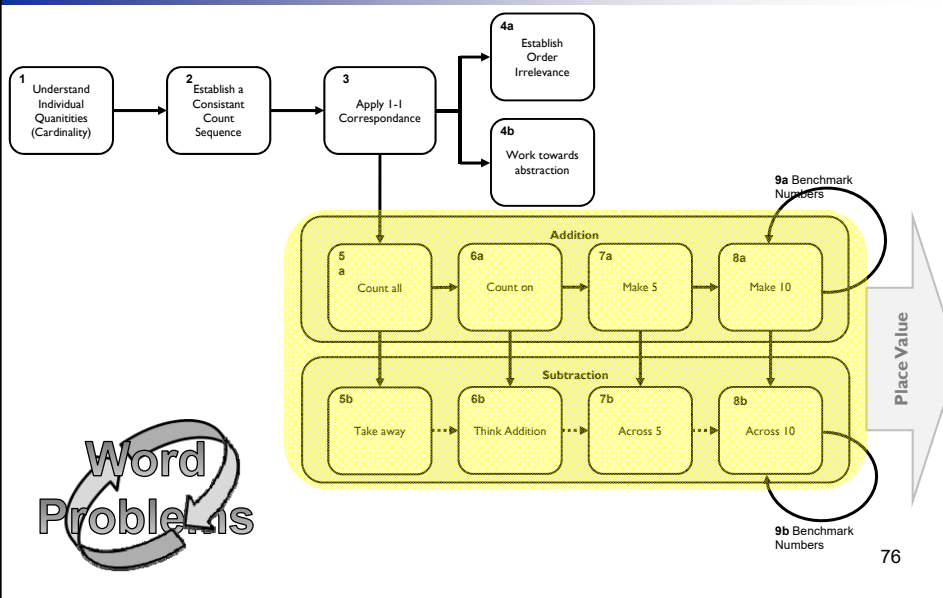 1
Understand
Individual
Quanitities
(Cardinality)
2
Establish a
Consistant
Count
Sequence
3
Apply 1-1
Correspondance
4a
Establish
Order
Irrelevance
4b
Work towards
abstraction
9a Benchmark
Numbers
Addition
5
a
Count all
6a
Count on
7a
Make 5
8a
Make 10
Subtraction
5b
Take away
6b
Think Addition
7b
Across 5
8b
Across 10
9b Benchmark
Numbers
Place Value
Word
Problems
76